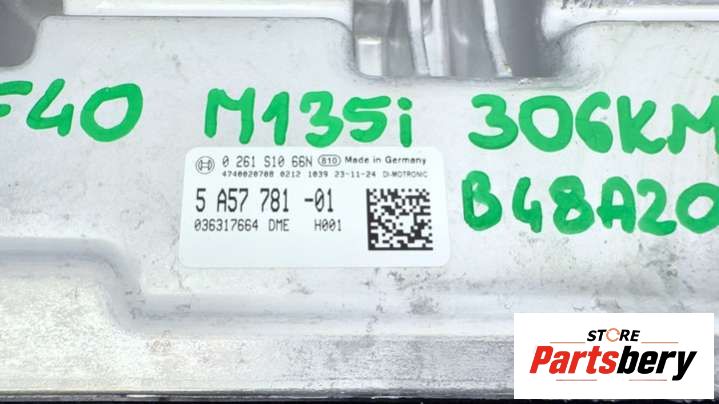 F40 M135i 306KM
B48A20
0 261 S10 66N 810 Made in Germany
4740020708 0212 1039 23-11-24 DI-MOTRONIC
5 A57 781 -01
036317664 DME H001
STORE
Partsbery